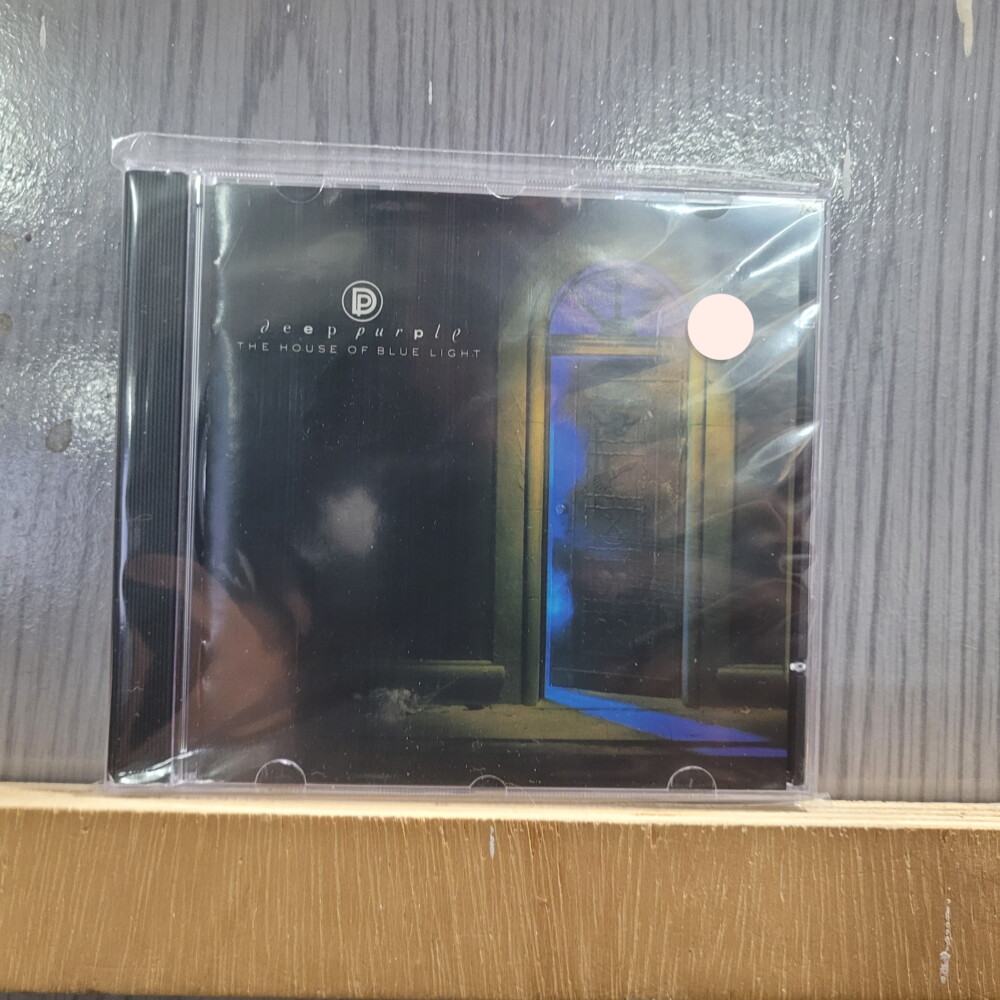 DP
deep purple
THE HOUSE OF BLUE LIGHT